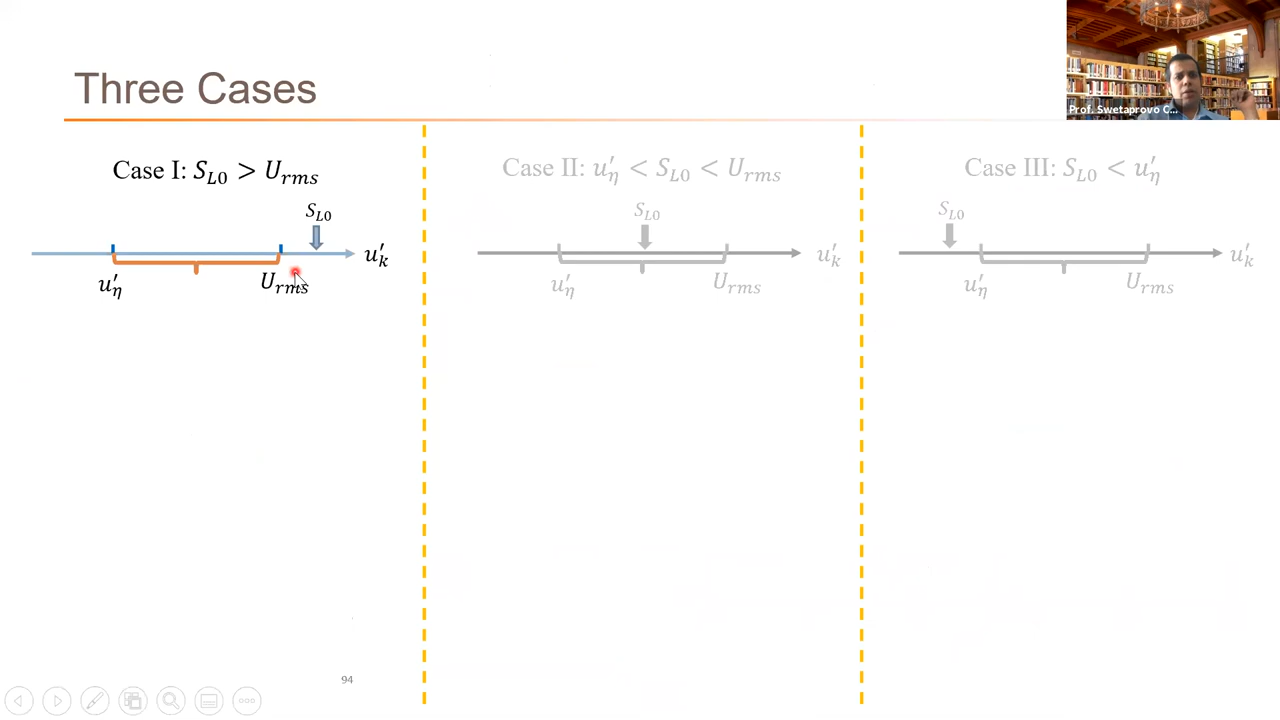 Three Cases
Prof. Swetaprovo C...
Case I: S_{L0} > U_{rms}
S_{L0}
u'_k
u'_η
U_{rms}
Case II: u'_η < S_{L0} < U_{rms}
S_{L0}
u'_k
u'_η
U_{rms}
Case III: S_{L0} < u'_η
S_{L0}
u'_k
u'_η
U_{rms}
94